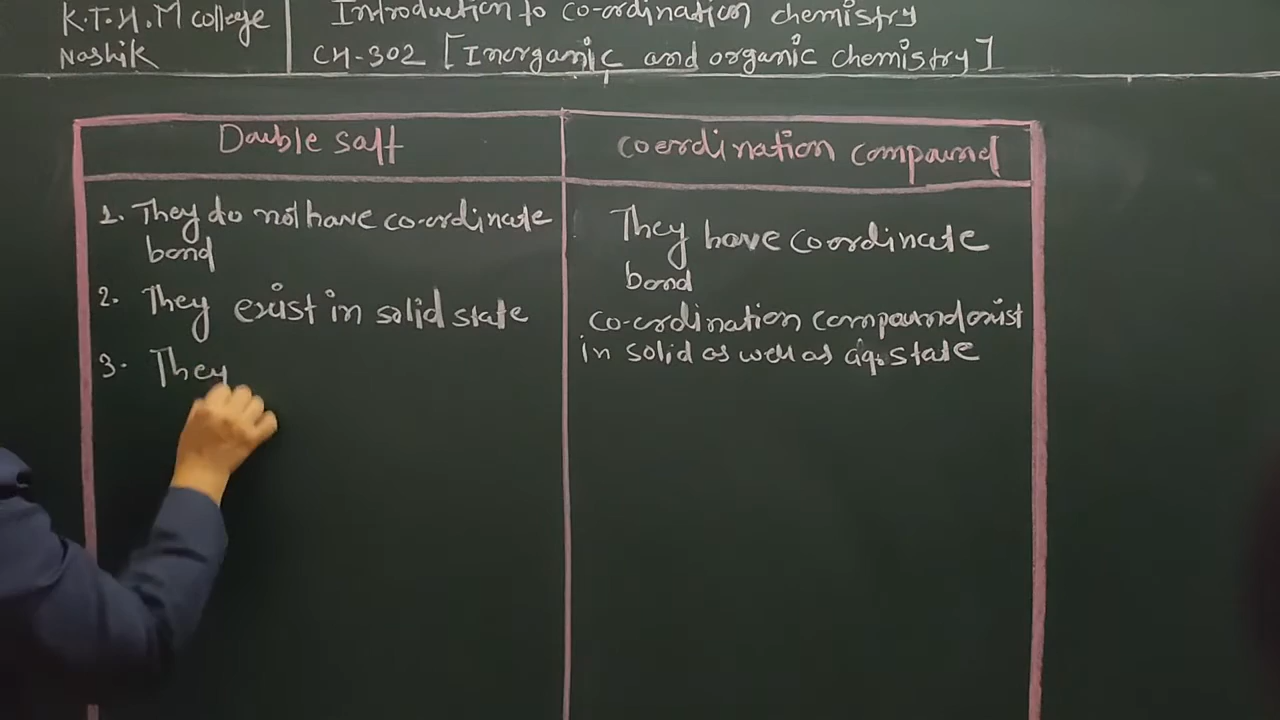 K.T.H.M college
Nashik
Introduction to co-ordination chemistry
CH-302 [Inorganic and organic chemistry]
Double salt
coordination compound
1. They do not have co-ordinate
bond
2. They exist in solid state
3. They
They have coordinate
bond
co-ordination compound exist
in solid as well as aq. state